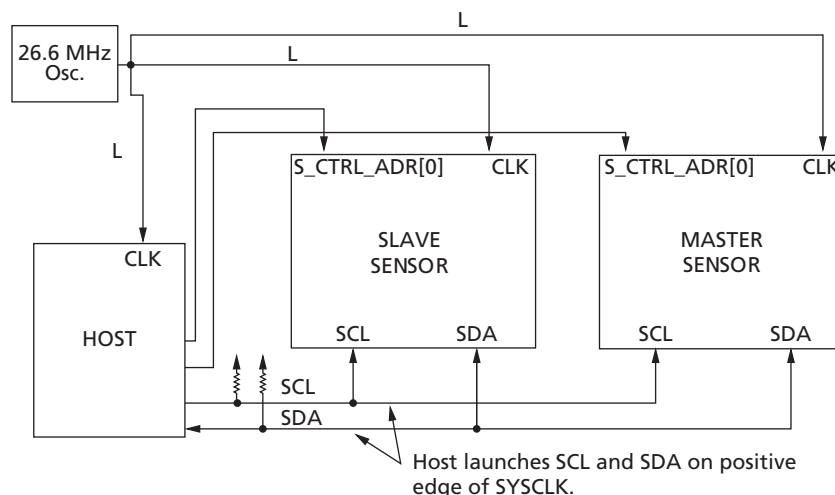 L
26.6 MHz
Osc.
L
L
S_CTRL_ADR[0]
CLK
S_CTRL_ADR[0]
CLK
SLAVE
SENSOR
MASTER
SENSOR
CLK
HOST
SCL
SDA
SCL
SDA
SCL
SDA
Host launches SCL and SDA on positive
edge of SYSCLK.